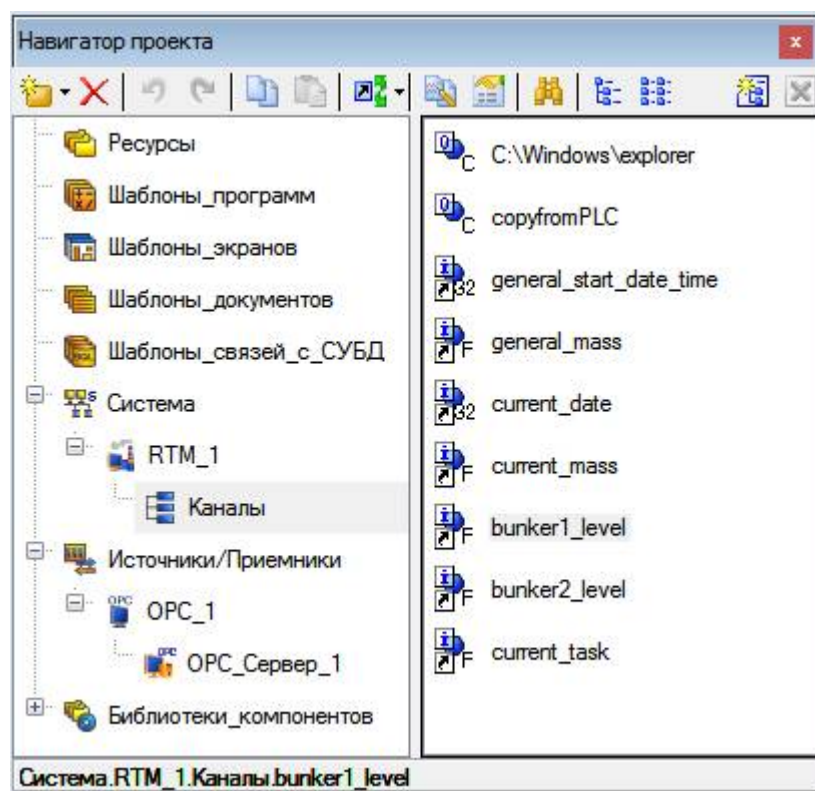 Навигатор проекта
Ресурсы
Шаблоны_программ
Шаблоны_экранов
Шаблоны_документов
Шаблоны_связей_с_СУБД
Система
RTM_1
Каналы
Источники/Приемники
OPC_1
OPC_Сервер_1
Библиотеки_компонентов
C:\Windows\explorer
copyfromPLC
general_start_date_time
general_mass
current_date
current_mass
bunker1_level
bunker2_level
current_task
Система.RTM_1.Каналы.bunker1_level